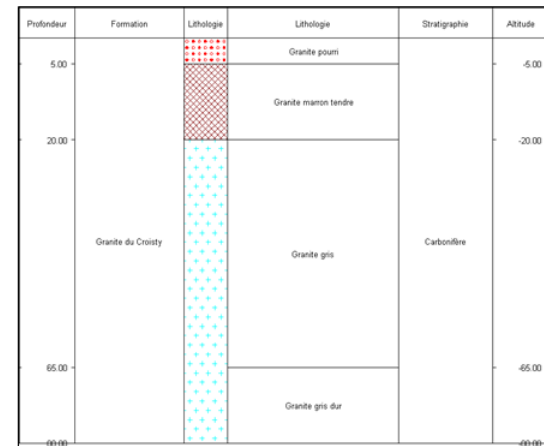 Profondeur Formation Lithologie Lithologie Stratigraphie Altitude
Granite pourri
5.00 -5.00
Granite marron tendre
20.00 -20.00
Granite du Croisty Granite gris Carbonifère
65.00 -65.00
Granite gris dur